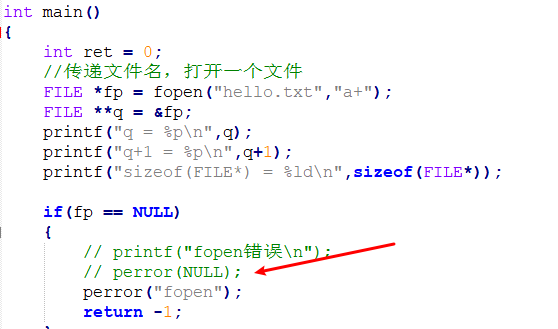 int main()
{
int ret = 0;
//传递文件名，打开一个文件
FILE *fp = fopen("hello.txt","a+");
FILE **q = &fp;
printf("q = %p\n",q);
printf("q+1 = %p\n",q+1);
printf("sizeof(FILE*) = %ld\n",sizeof(FILE*));
if(fp == NULL)
{
// printf("fopen错误\n");
// perror(NULL);
perror("fopen");
return -1;